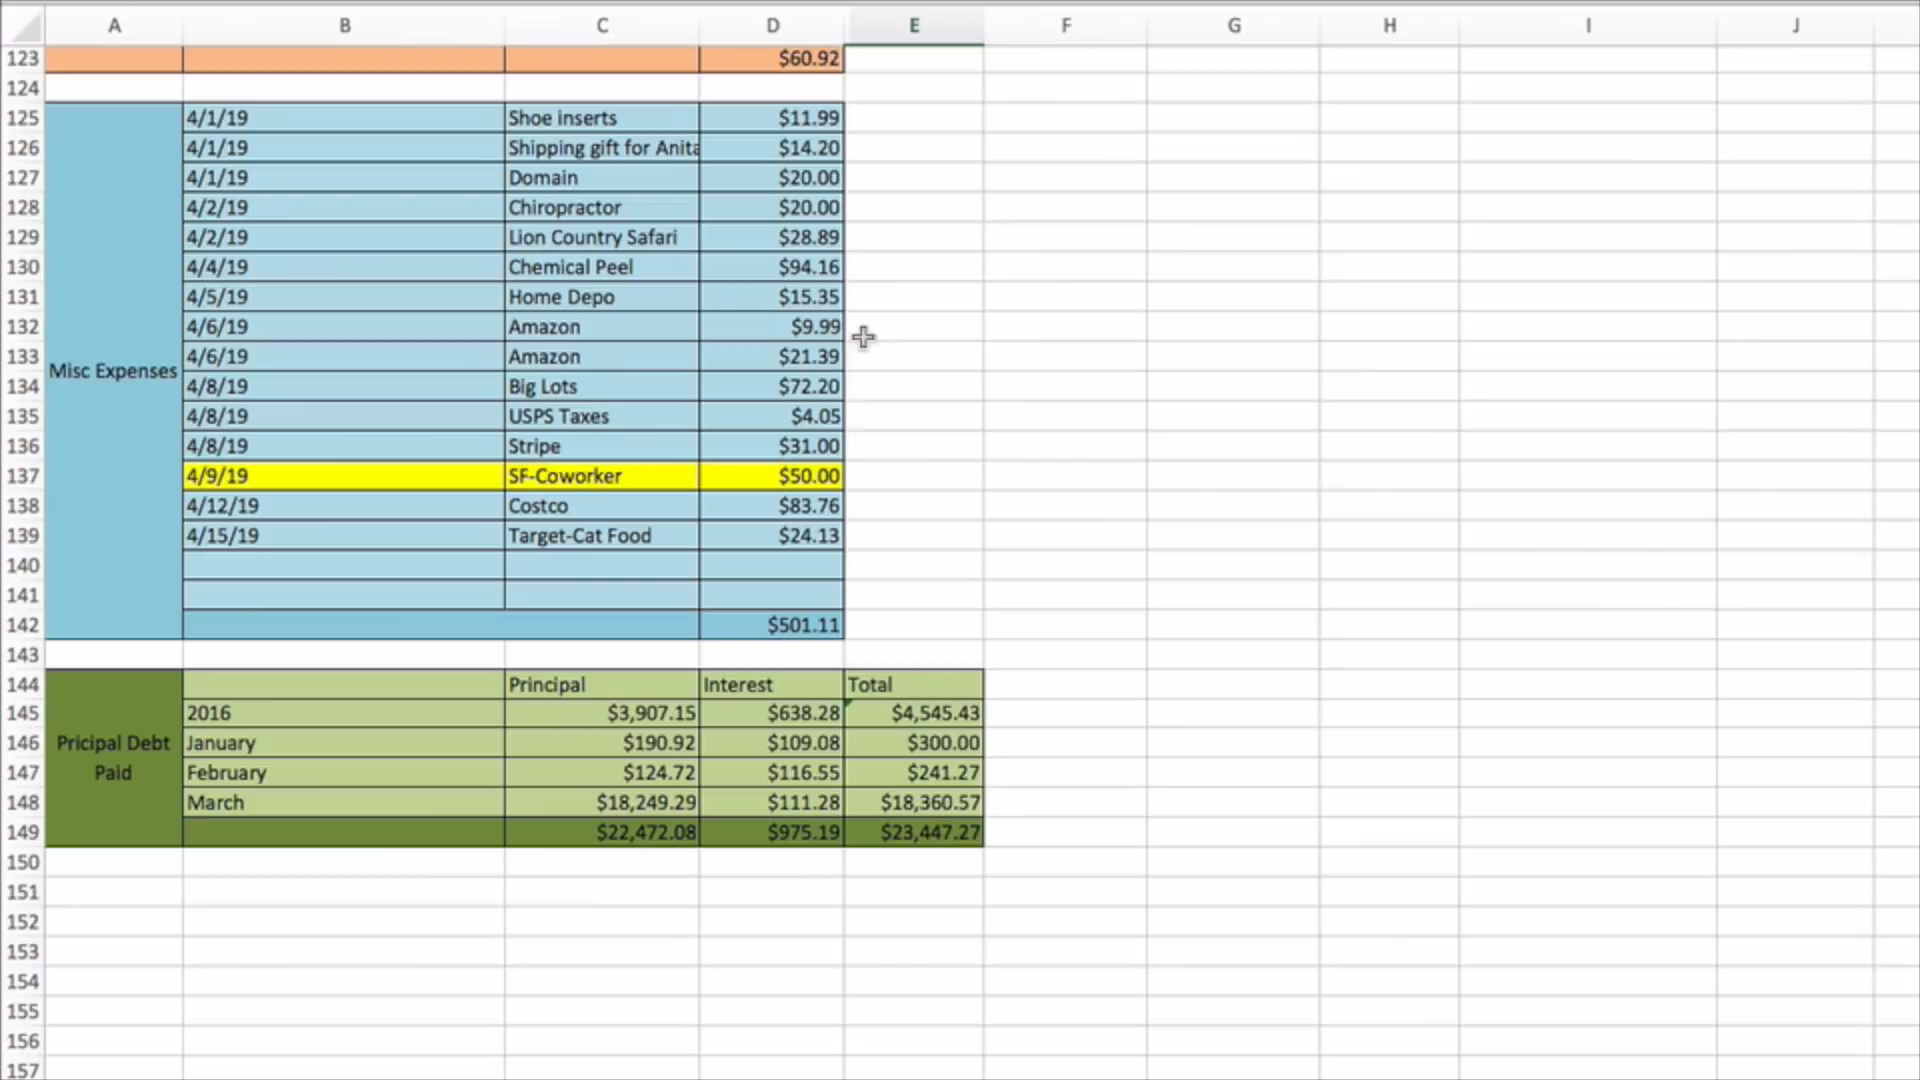 A B C D E F G H I J
123 $60.92
124
125 4/1/19 Shoe inserts $11.99
126 4/1/19 Shipping gift for Anita $14.20
127 4/1/19 Domain $20.00
128 4/2/19 Chiropractor $20.00
129 4/2/19 Lion Country Safari $28.89
130 4/4/19 Chemical Peel $94.16
131 4/5/19 Home Depo $15.35
132 4/6/19 Amazon $9.99
133 4/6/19 Amazon $21.39
Misc Expenses
134 4/8/19 Big Lots $72.20
135 4/8/19 USPS Taxes $4.05
136 4/8/19 Stripe $31.00
137 4/9/19 SF-Coworker $50.00
138 4/12/19 Costco $83.76
139 4/15/19 Target-Cat Food $24.13
140
141
142 $501.11
143
144 Principal Interest Total
145 2016 $3,907.15 $638.28 $4,545.43
146 Pricipal Debt January $190.92 $109.08 $300.00
147 Paid February $124.72 $116.55 $241.27
148 March $18,249.29 $111.28 $18,360.57
149 $22,472.08 $975.19 $23,447.27
150
151
152
153
154
155
156
157